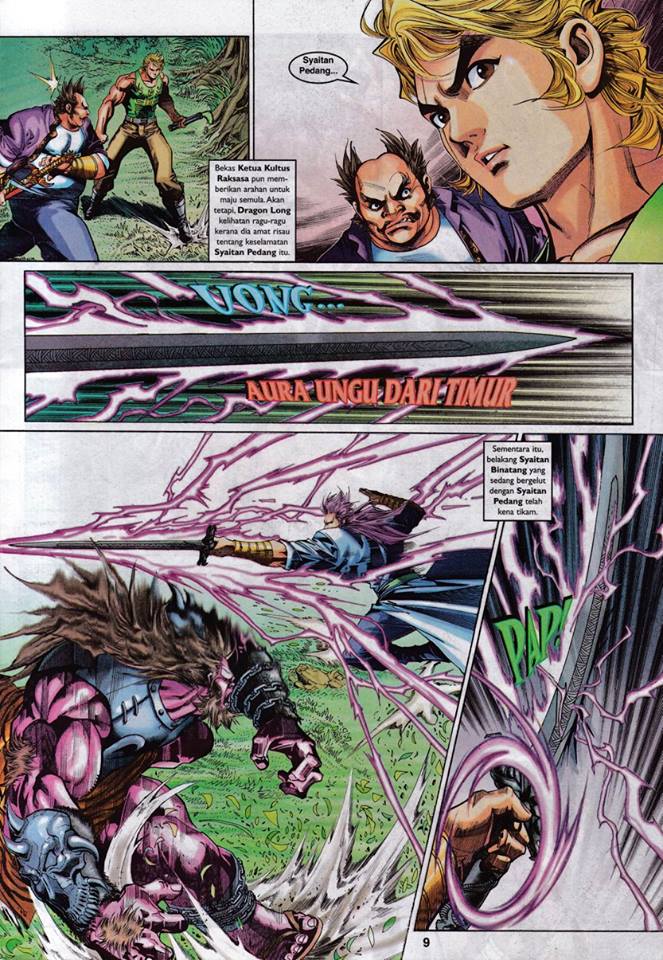 Syaitan
Pedang...
Bekas Ketua Kultus
Raksasa pun mem-
berikan arahan untuk
maju semula. Akan
tetapi, Dragon Long
kelihatan ragu-ragu
kerana dia amat risau
tentang keselamatan
Syaitan Pedang itu.
UONG...
AURA UNGU DARI TIMUR
Sementara itu,
belakang Syaitan
Binatang yang
sedang bergelut
dengan Syaitan
Pedang telah
kena tikam.
PAP!
9